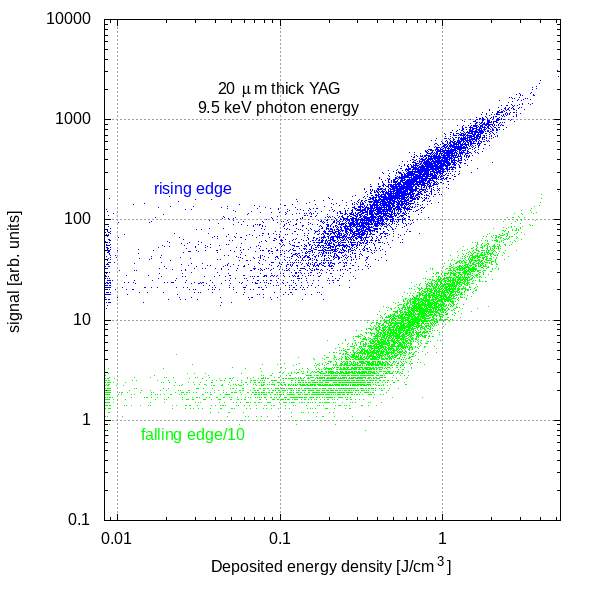 10000
20 μm thick YAG
9.5 keV photon energy
1000
rising edge
100
signal [arb. units]
10
1
falling edge/10
0.1
0.01 0.1 1
Deposited energy density [J/cm³]